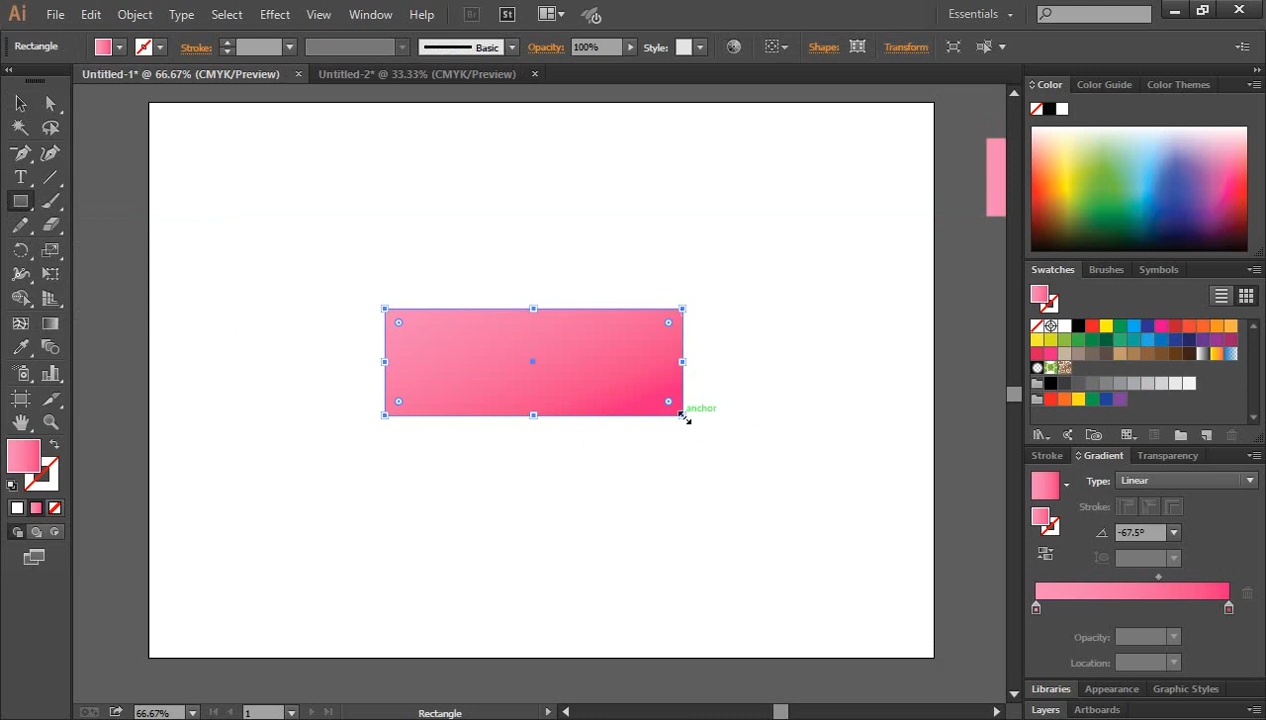 Ai File Edit Object Type Select Effect View Window Help Br St Essentials
Rectangle Stroke: Basic Opacity: 100% Style: Shape: Transform
Untitled-1* @ 66.67% (CMYK/Preview) × Untitled-2* @ 33.33% (CMYK/Preview) ×
Color Color Guide Color Themes
Swatches Brushes Symbols
anchor
Stroke Gradient Transparency
Type: Linear
Stroke:
-67.5°
Opacity:
Location:
Libraries Appearance Graphic Styles
Layers Artboards
66.67% 1 Rectangle